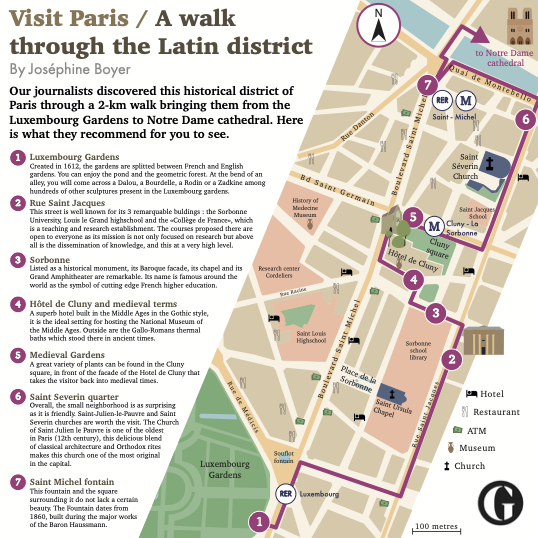 Visit Paris / A walk
through the Latin district
By Joséphine Boyer
Our journalists discovered this historical district of
Paris through a 2-km walk bringing them from the
Luxembourg Gardens to Notre Dame cathedral. Here
is what they recommend for you to see.
1 Luxembourg Gardens
Created in 1612, the gardens are splitted between French and English
gardens. You can enjoy the pond and the geometric forest. At the bend of an
alley, you will come across a Dalou, a Bourdelle, a Rodin or a Zadkine among
hundreds of other sculptures present in the Luxembourg gardens.
2 Rue Saint Jacques
This street is well known for its 3 remarquable buildings : the Sorbonne
University, Louis le Grand highschool and the «Collège de France», which
is a teaching and research establishment. The courses proposed there are
open to everyone as its mission is not only focused on research but above
all is the dissemination of knowledge, and this at a very high level.
3 Sorbonne
Listed as a historical monument, its Baroque facade, its chapel and its
Grand Amphitheater are remarkable. Its name is famous around the
world as the symbol of cutting edge French higher education.
4 Hôtel de Cluny and medieval terms
A superb hotel built in the Middle Ages in the Gothic style,
it is the ideal setting for hosting the National Museum of
the Middle Ages. Outside are the Gallo-Romans thermal
baths which stood there in ancient times.
5 Medieval Gardens
A great variety of plants can be found in the Cluny
square, in front of the facade of the Hotel de Cluny that
takes the visitor back into medieval times.
6 Saint Severin quarter
Overall, the small neighborhood is as surprising
as it is friendly. Saint-Julien-le-Pauvre and Saint
Severin churches are worth the visit. The Church
of Saint Julien le Pauvre is one of the oldest
in Paris (12th century), this delicious blend
of classical architecture and Orthodox rites
makes this church one of the most original
in the capital.
7 Saint Michel fontain
This fountain and the square
surrounding it do not lack a certain
beauty. The Fountain dates from
1860, built during the major works
of the Baron Haussmann.
N
to Notre Dame
cathedral
Quai de Montebello
7
RER M
Saint - Michel
6
Rue Danton
Boulevard Saint Michel
Saint
Séverin
Church
Bd Saint Germain
Saint Jacques
School
History of
Medecine
Museum
5
M
Cluny - La
Sorbonne
Cluny
square
Hôtel de Cluny
Research center
Cordeliers
4
Rue Racine
3
Saint Louis
Highschool
Boulevard Saint Michel
Sorbonne
school
library
2
Place de la
Sorbonne
Saint Ursula
Chapel
Rue Saint Jacques
Rue de Médicis
Souflot
fontain
Luxembourg
Gardens
RER
Luxembourg
1
Hotel
Restaurant
ATM
Museum
Church
G
100 metres